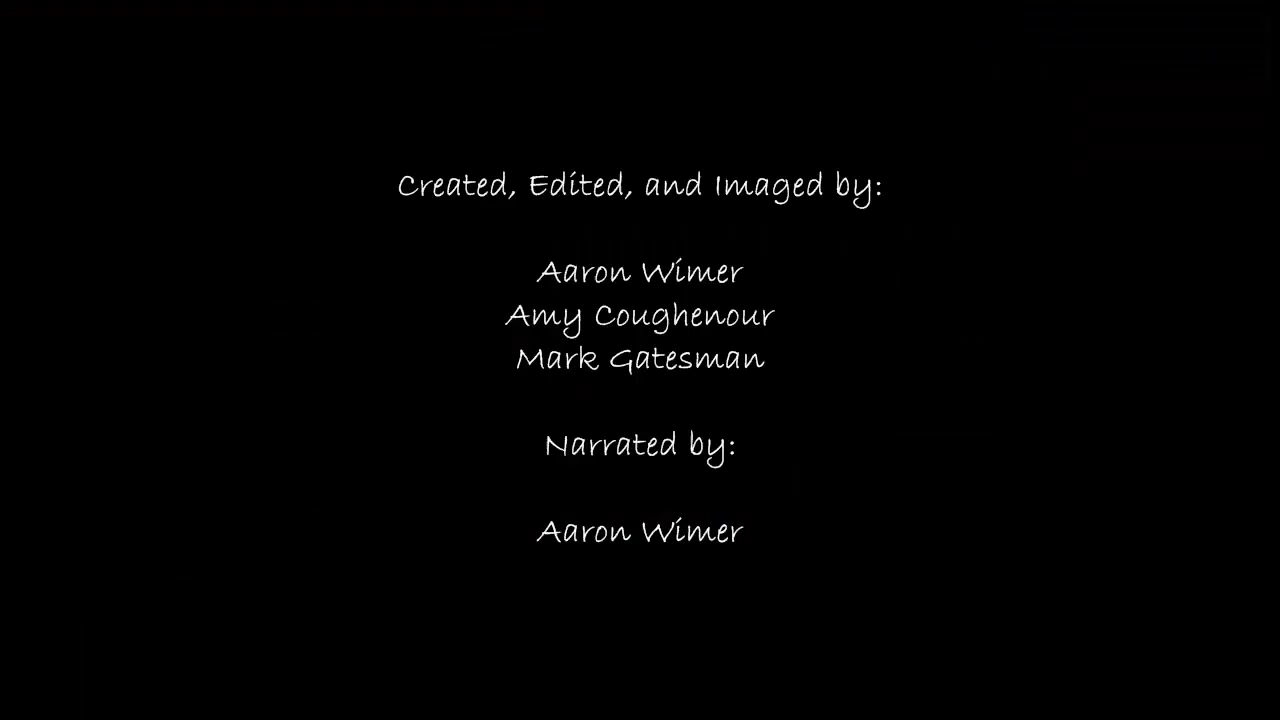 Created, Edited, and Imaged by:
Aaron Wimer
Amy Coughenour
Mark Gatesman
Narrated by:
Aaron Wimer